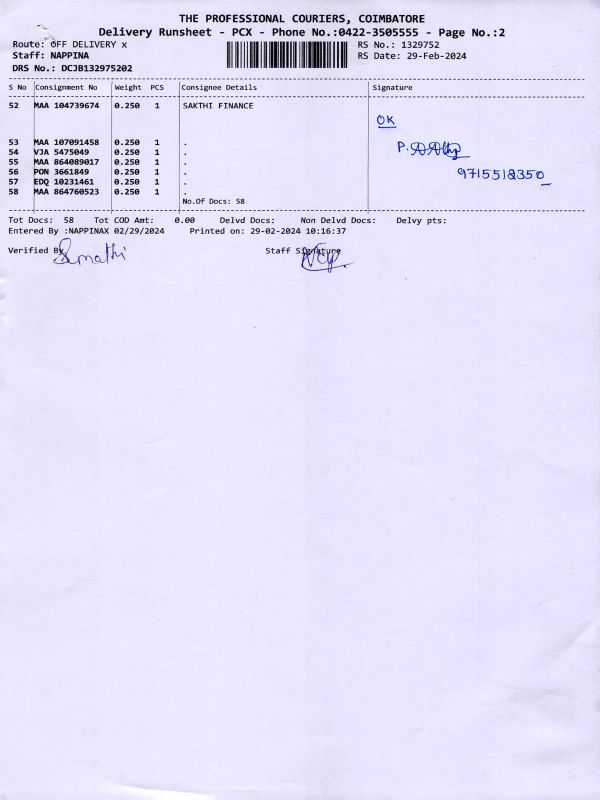 THE PROFESSIONAL COURIERS, COIMBATORE
Delivery Runsheet - PCX - Phone No.:0422-3505555 - Page No.:2
Route: OFF DELIVERY x
RS No.: 1329752
Staff: NAPPINA
RS Date: 29-Feb-2024
DRS No.: DCJB132975202
S No Consignment No Weight PCS Consignee Details Signature
52 MAA 104739674 0.250 1 SAKTHI FINANCE
OK
53 MAA 107091458 0.250 1 .
54 VJA 5475049 0.250 1 .
P.
55 MAA 864089017 0.250 1 .
56 PON 3661849 0.250 1 .
9715518350
57 EDQ 10231461 0.250 1 .
58 MAA 864760523 0.250 1 .
No.Of Docs: 58
Tot Docs: 58 Tot COD Amt: 0.00 Delvd Docs: Non Delvd Docs: Delvy pts:
Entered By :NAPPINAX 02/29/2024 Printed on: 29-02-2024 10:16:37
Verified By Staff Signature